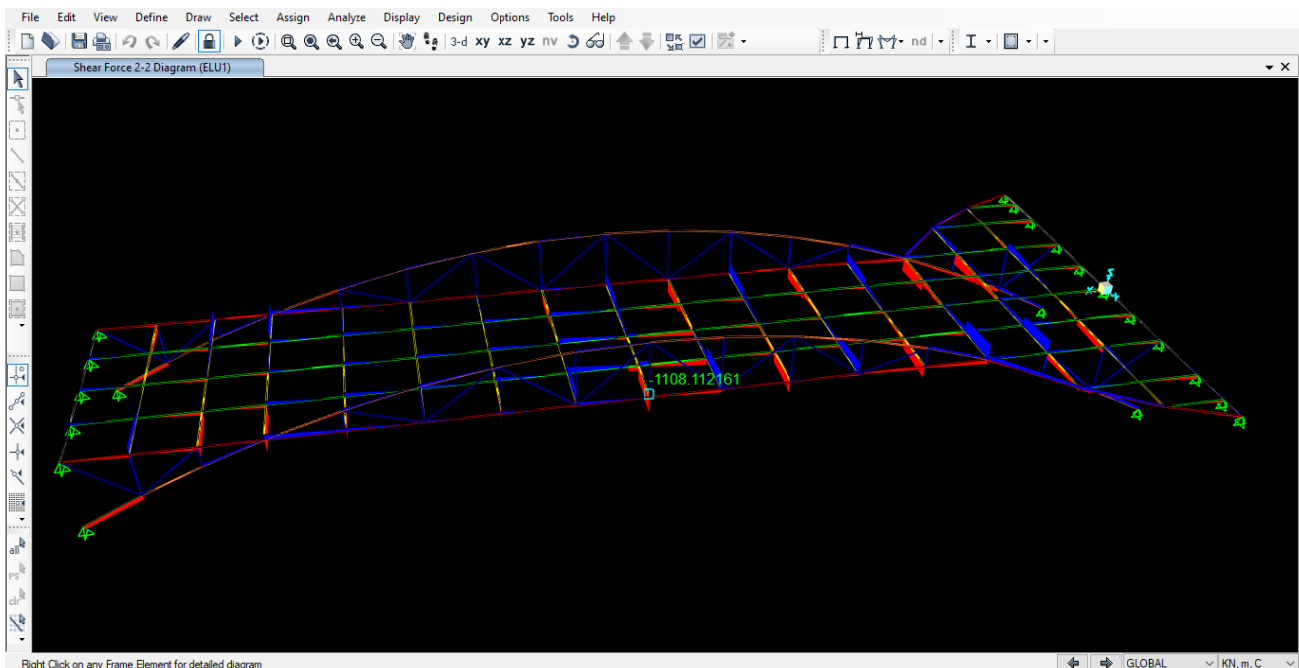 File Edit View Define Draw Select Assign Analyze Display Design Options Tools Help
3-d xy xz yz nv nd
Shear Force 2-2 Diagram (ELU1)
-1108.112161
all
ps
clr
Right Click on any Frame Element for detailed diagram
GLOBAL
KN, m, C